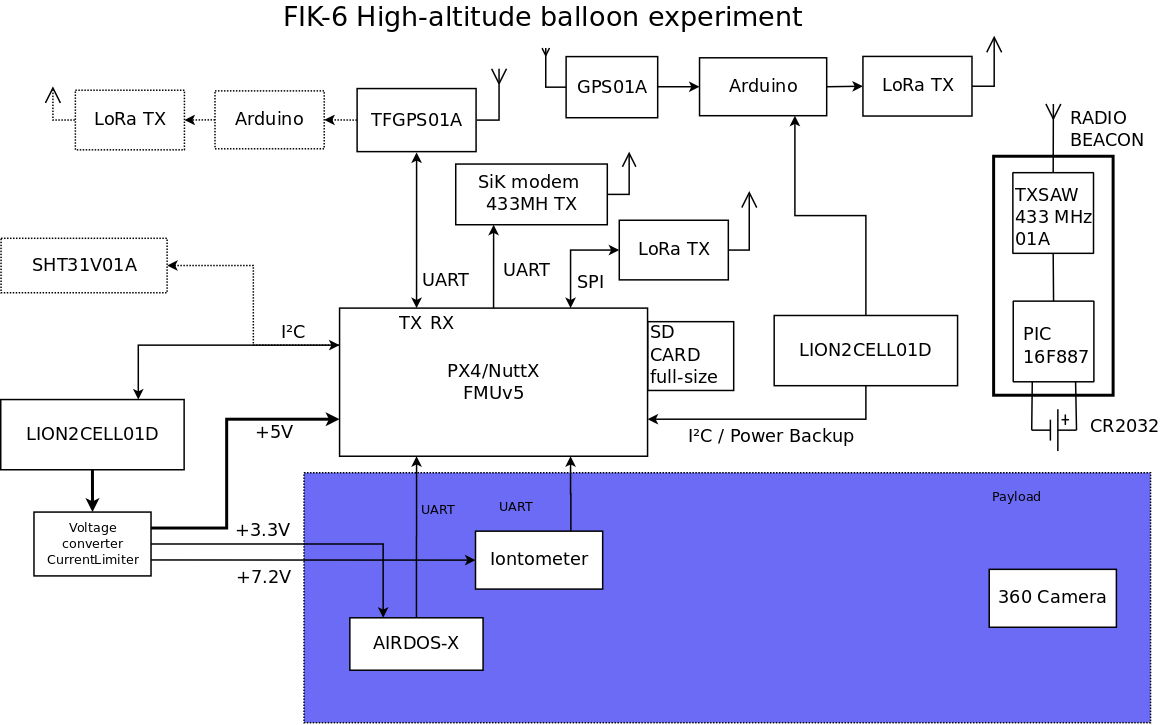 FIK-6 High-altitude balloon experiment
LoRa TX
Arduino
TFGPS01A
GPS01A
Arduino
LoRa TX
RADIO
BEACON
SiK modem
433MH TX
TXSAW
433 MHz
01A
LoRa TX
SHT31V01A
UART
UART
SPI
I²C
TX RX
SD
CARD
full-size
PX4/NuttX
FMUv5
LION2CELL01D
PIC
16F887
LION2CELL01D
+5V
I²C / Power Backup
+
CR2032
UART
UART
Payload
Voltage
converter
CurrentLimiter
+3.3V
+7.2V
Iontometer
360 Camera
AIRDOS-X